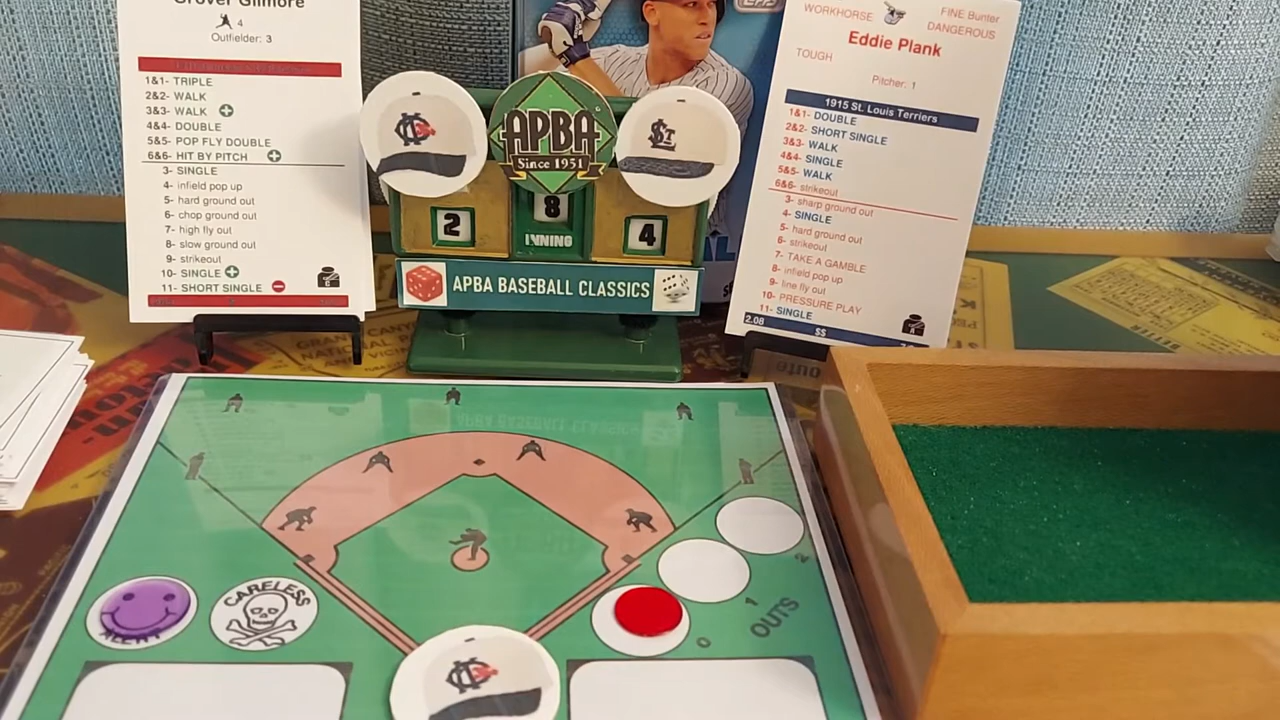 Grover Gilmore
4
Outfielder: 3
1&1- TRIPLE
2&2- WALK
3&3- WALK
4&4- DOUBLE
5&5- POP FLY DOUBLE
6&6- HIT BY PITCH
3- SINGLE
4- infield pop up
5- hard ground out
6- chop ground out
7- high fly out
8- slow ground out
9- strikeout
10- SINGLE
11- SHORT SINGLE
APBA
Since 1951
2
8
4
INNING
APBA BASEBALL CLASSICS
WORKHORSE
FINE Bunter
DANGEROUS
Eddie Plank
TOUGH
Pitcher: 1
1915 St. Louis Terriers
1&1- DOUBLE
2&2- SHORT SINGLE
3&3- WALK
4&4- SINGLE
5&5- WALK
6&6- strikeout
3- sharp ground out
4- SINGLE
5- hard ground out
6- strikeout
7- TAKE A GAMBLE
8- infield pop up
9- line fly out
10- PRESSURE PLAY
11- SINGLE
2.08
SS
ALERT
CARELESS
0
1
2
OUTS